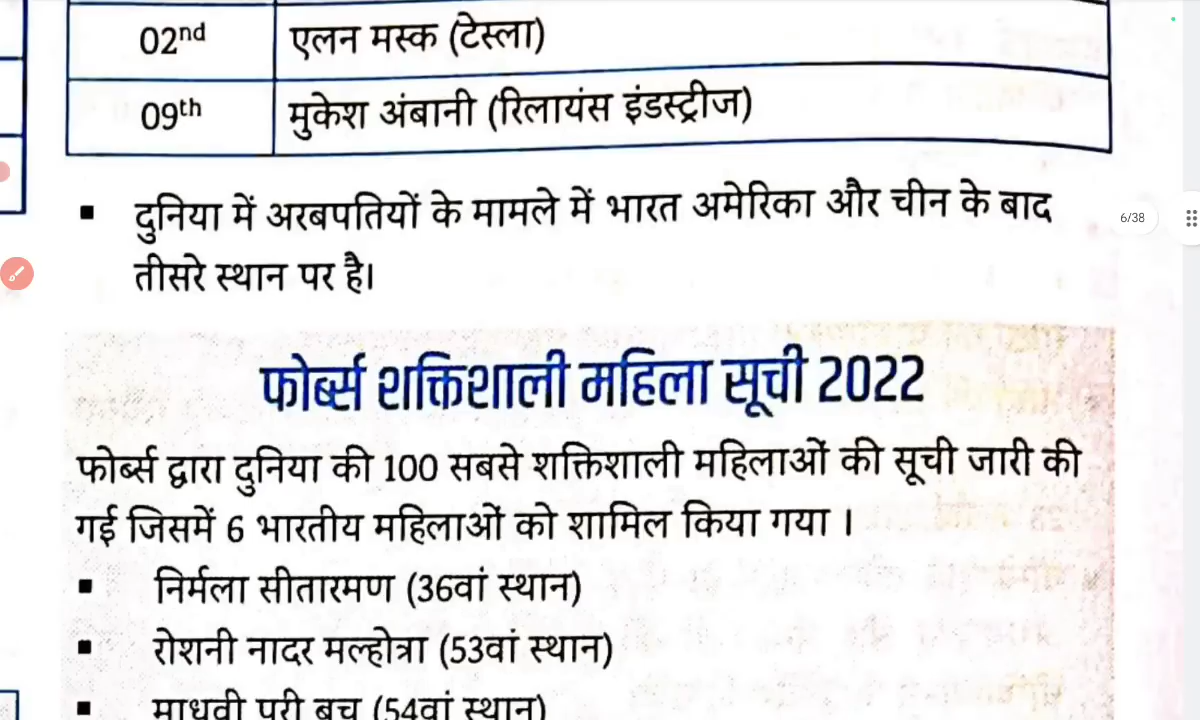 02nd एलन मस्क (टेस्ला)
09th मुकेश अंबानी (रिलायंस इंडस्ट्रीज)
▪ दुनिया में अरबपतियों के मामले में भारत अमेरिका और चीन के बाद
तीसरे स्थान पर है।
6/38
फोर्ब्स शक्तिशाली महिला सूची 2022
फोर्ब्स द्वारा दुनिया की 100 सबसे शक्तिशाली महिलाओं की सूची जारी की
गई जिसमें 6 भारतीय महिलाओं को शामिल किया गया ।
▪ निर्मला सीतारमण (36वां स्थान)
▪ रोशनी नादर मल्होत्रा (53वां स्थान)
▪ माधवी पुरी बुच (54वां स्थान)